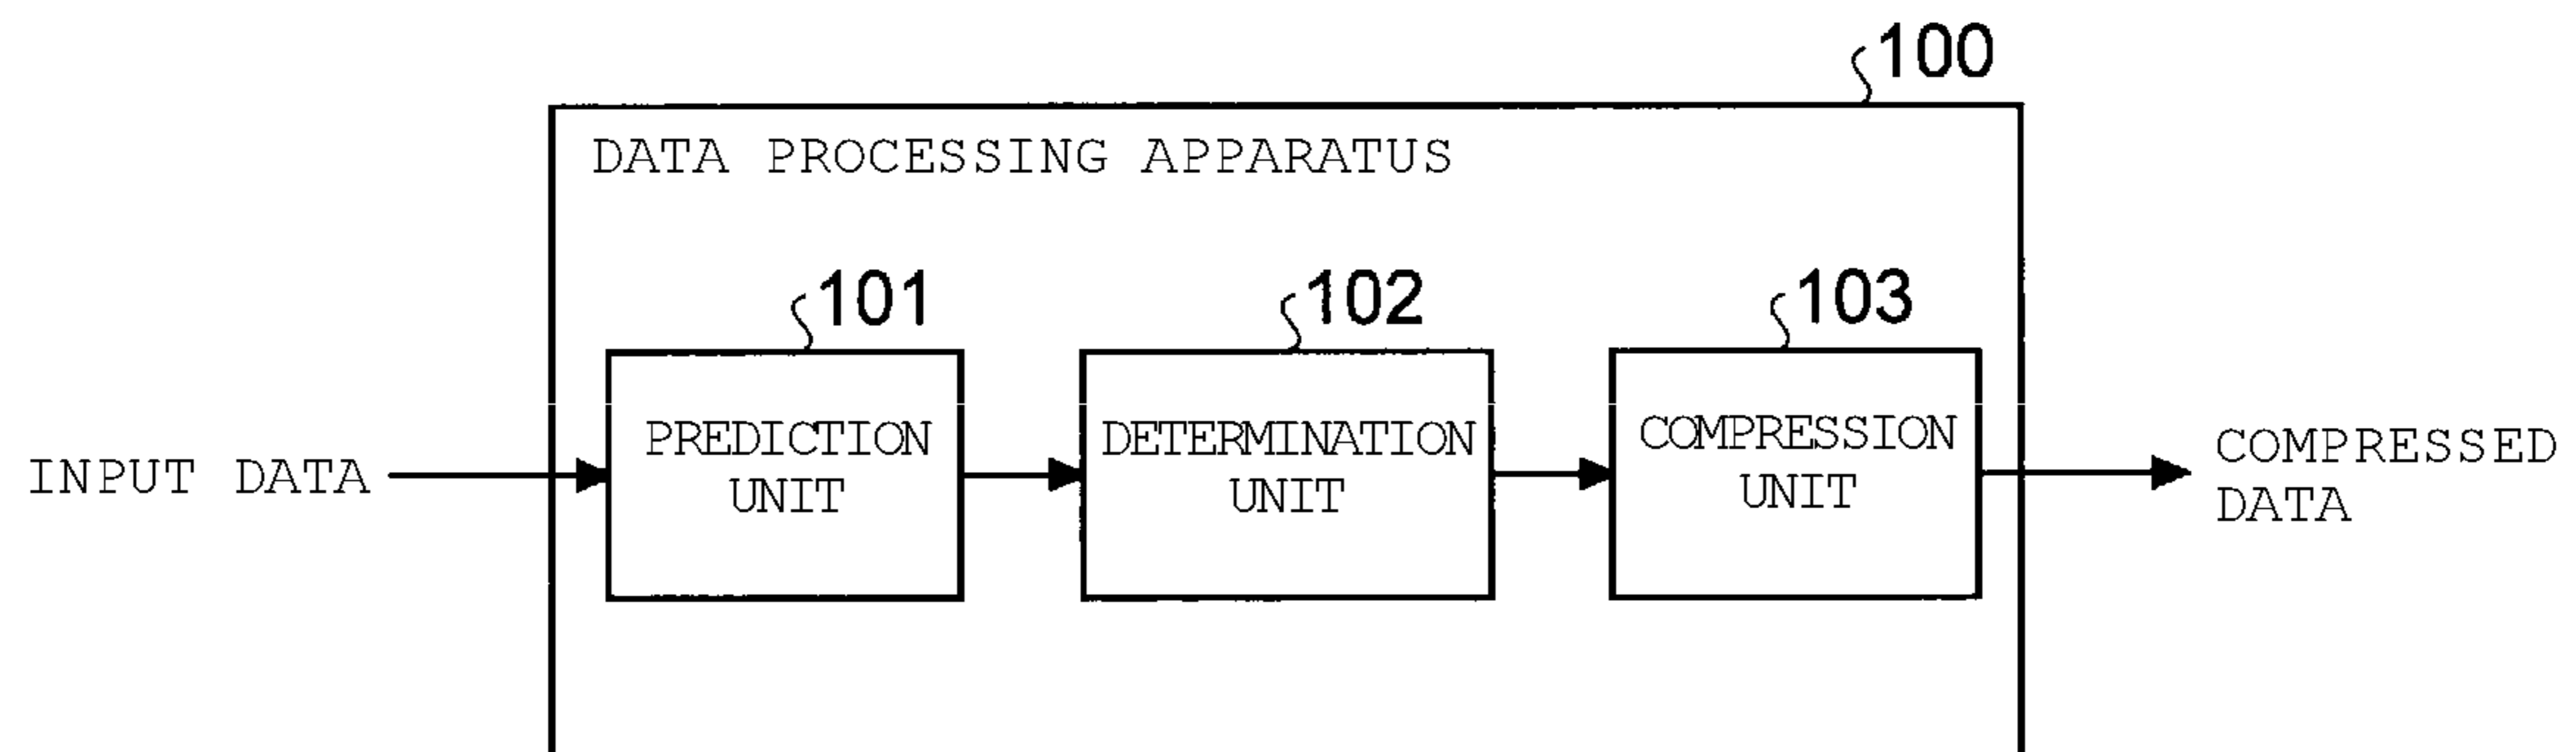 100
DATA PROCESSING APPARATUS
101
102
103
INPUT DATA
PREDICTION
UNIT
DETERMINATION
UNIT
COMPRESSION
UNIT
COMPRESSED
DATA